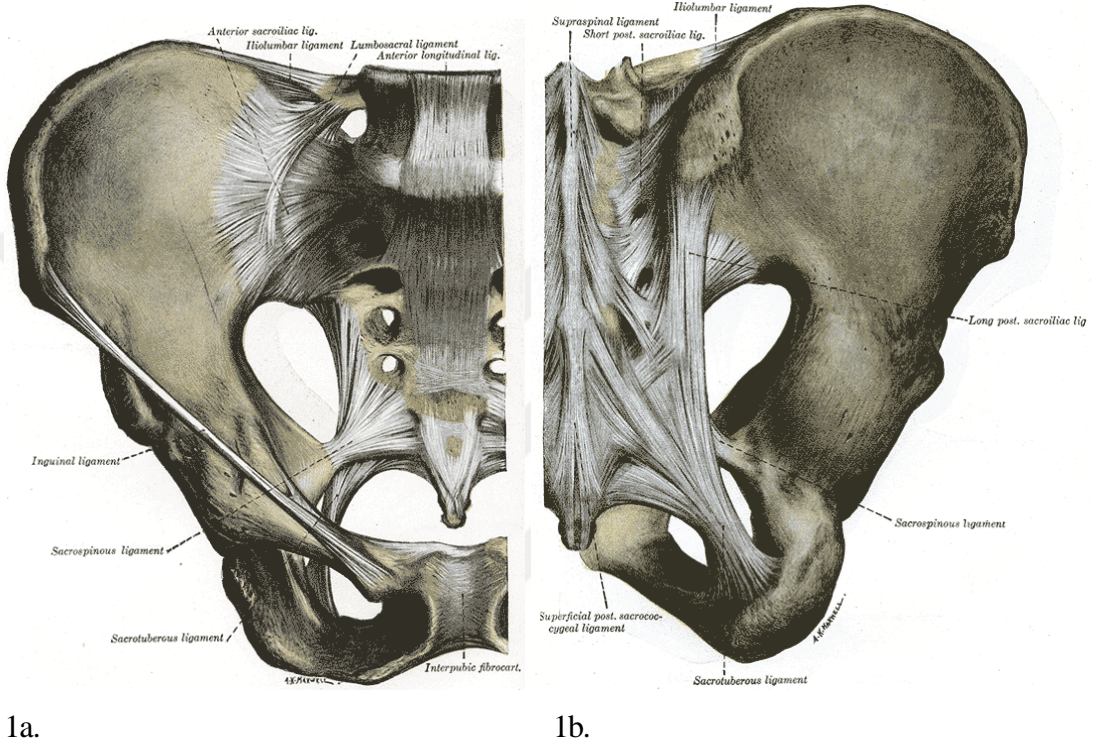 Anterior sacroiliac lig.
Iliolumbar ligament
Lumbosacral ligament
Anterior longitudinal lig.
Inguinal ligament
Sacrospinous ligament
Sacrotuberous ligament
Interpubic fibrocart.
A.K. MAXWELL
1a.
Iliolumbar ligament
Supraspinal ligament
Short post. sacroiliac lig.
Long post. sacroiliac lig
Sacrospinous ligament
Superficial post. sacrococ-
cygeal ligament
Sacrotuberous ligament
A.K. MAXWELL.
1b.